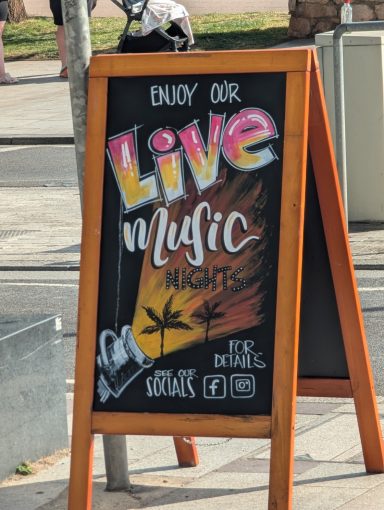 ENJOY OUR
Live
Music
NIGHTS
FOR
DETAILS
SEE OUR
SOCIALS f